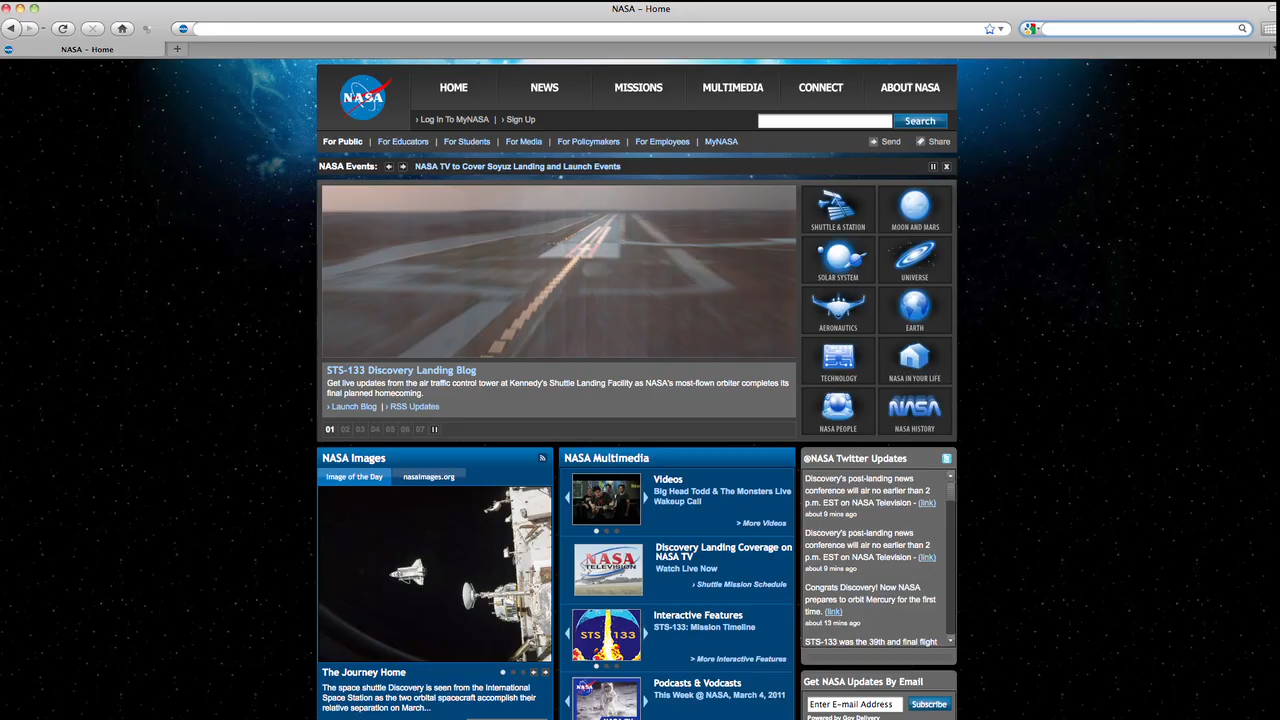 NASA - Home
NASA - Home
NASA
HOME
NEWS
MISSIONS
MULTIMEDIA
CONNECT
ABOUT NASA
› Log In To MyNASA | › Sign Up
Search
For Public | For Educators | For Students | For Media | For Policymakers | For Employees | MyNASA
Send
Share
NASA Events:
NASA TV to Cover Soyuz Landing and Launch Events
SHUTTLE & STATION
MOON AND MARS
SOLAR SYSTEM
UNIVERSE
AERONAUTICS
EARTH
TECHNOLOGY
NASA IN YOUR LIFE
NASA PEOPLE
NASA
NASA HISTORY
STS-133 Discovery Landing Blog
Get live updates from the air traffic control tower at Kennedy's Shuttle Landing Facility as NASA's most-flown orbiter completes its
final planned homecoming.
› Launch Blog | › RSS Updates
01 02 03 04 05 06 07
NASA Images
Image of the Day
nasaimages.org
The Journey Home
The space shuttle Discovery is seen from the International
Space Station as the two orbital spacecraft accomplish their
relative separation on March...
NASA Multimedia
Videos
Big Head Todd & The Monsters Live
Wakeup Call
> More Videos
NASA
TELEVISION
Discovery Landing Coverage on
NASA TV
Watch Live Now
› Shuttle Mission Schedule
STS 133
Interactive Features
STS-133: Mission Timeline
> More Interactive Features
Podcasts & Vodcasts
This Week @ NASA, March 4, 2011
@NASA Twitter Updates
Discovery's post-landing news
conference will air no earlier than 2
p.m. EST on NASA Television - (link)
about 9 mins ago
Discovery's post-landing news
conference will air no earlier than 2
p.m. EST on NASA Television - (link)
about 9 mins ago
Congrats Discovery! Now NASA
prepares to orbit Mercury for the first
time. (link)
about 13 mins ago
STS-133 was the 39th and final flight
Get NASA Updates By Email
Enter E-mail Address
Subscribe
Powered by Gov Delivery